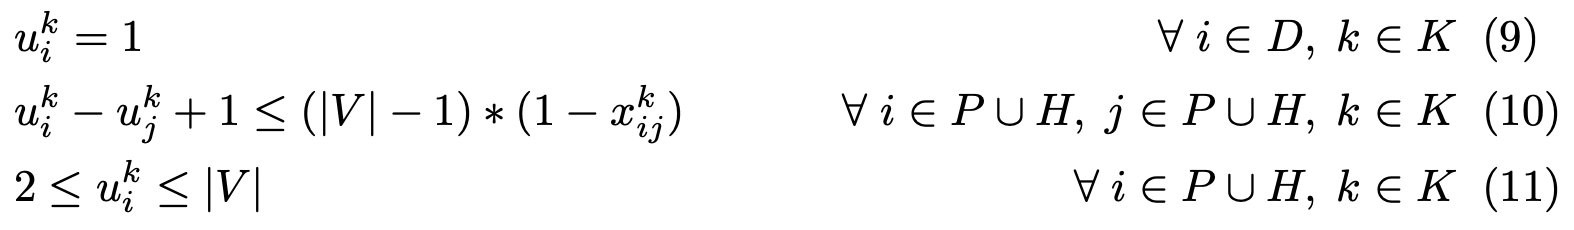 u_i^k = 1 ∀ i ∈ D, k ∈ K (9)
u_i^k − u_j^k + 1 ≤ (|V| − 1) * (1 − x_{ij}^k) ∀ i ∈ P ∪ H, j ∈ P ∪ H, k ∈ K (10)
2 ≤ u_i^k ≤ |V| ∀ i ∈ P ∪ H, k ∈ K (11)